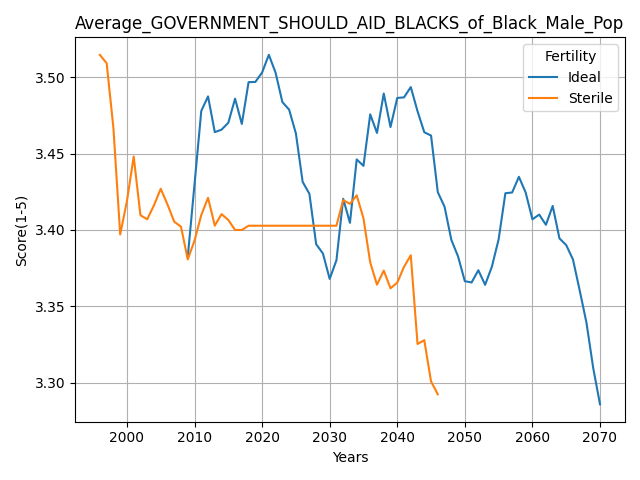 Average_GOVERNMENT_SHOULD_AID_BLACKS_of_Black_Male_Pop
Fertility
Ideal
Sterile
3.50
3.45
3.40
3.35
3.30
Score(1-5)
2000 2010 2020 2030 2040 2050 2060 2070
Years